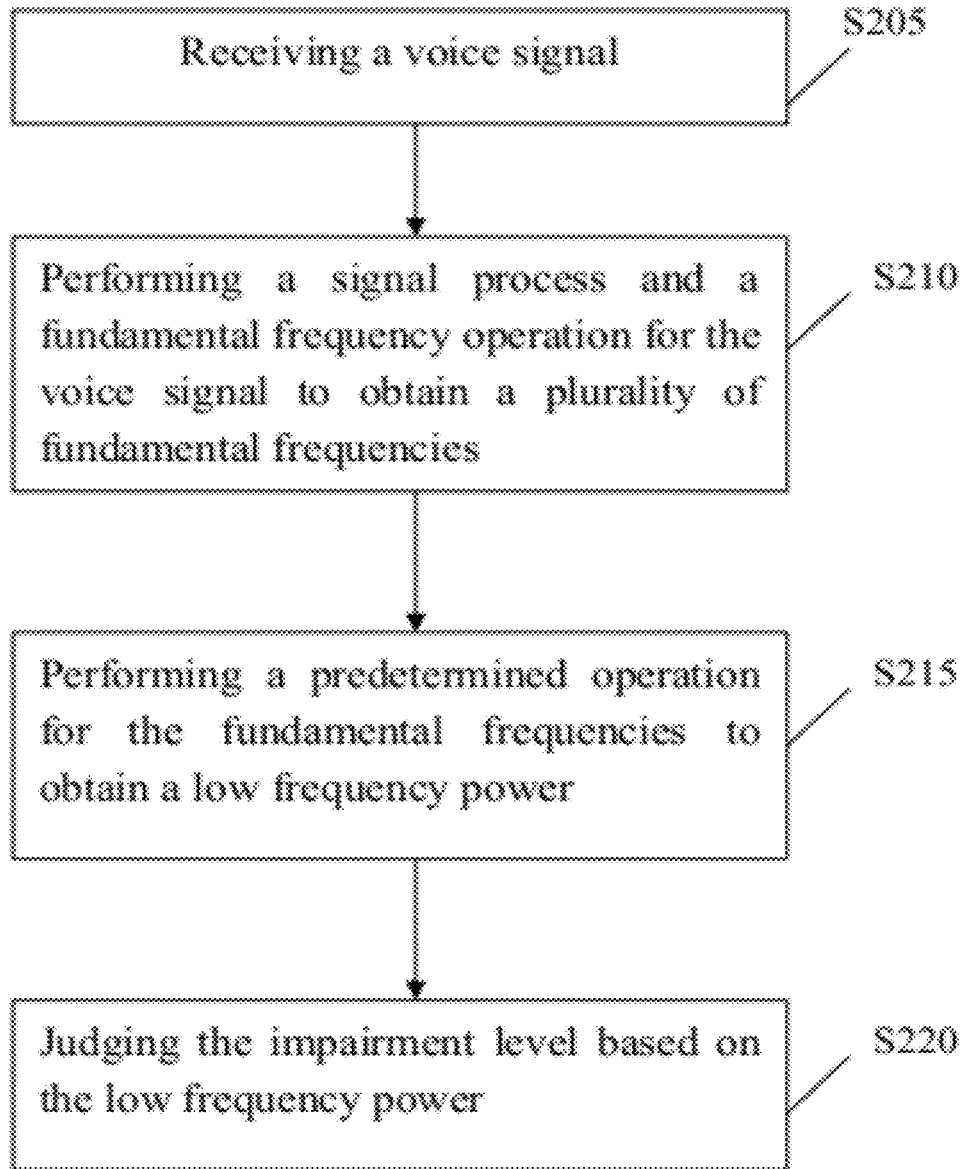 Receiving a voice signal
S205
Performing a signal process and a
fundamental frequency operation for the
voice signal to obtain a plurality of
fundamental frequencies
S210
Performing a predetermined operation
for the fundamental frequencies to
obtain a low frequency power
S215
Judging the impairment level based on
the low frequency power
S220